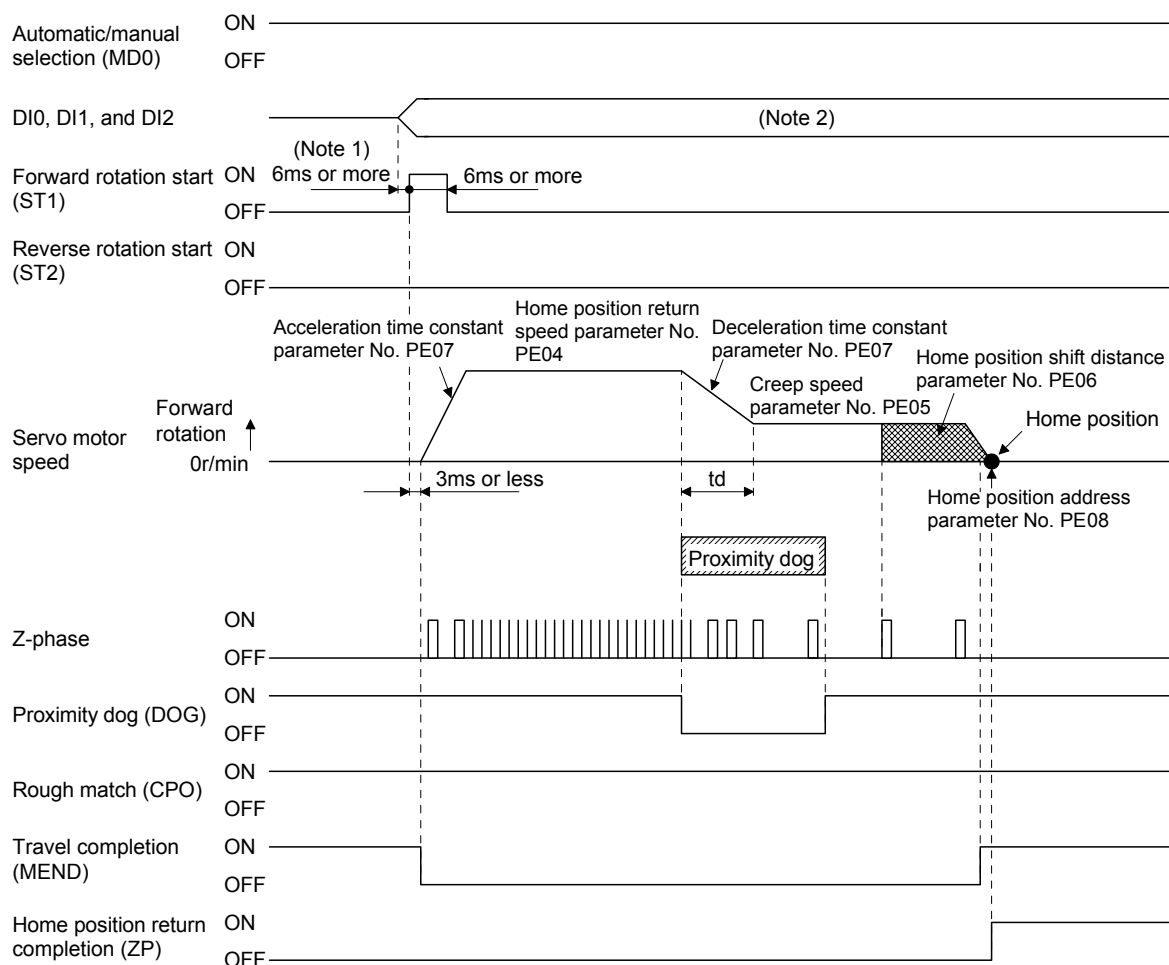 Automatic/manual
selection (MD0)
ON
OFF
DI0, DI1, and DI2
(Note 2)
(Note 1)
6ms or more
6ms or more
Forward rotation start
(ST1)
ON
OFF
Reverse rotation start
(ST2)
ON
OFF
Acceleration time constant
parameter No. PE07
Home position return
speed parameter No.
PE04
Deceleration time constant
parameter No. PE07
Creep speed
parameter No. PE05
Home position shift distance
parameter No. PE06
Home position
Servo motor
speed
Forward
rotation
0r/min
3ms or less
td
Home position address
parameter No. PE08
Proximity dog
Z-phase
ON
OFF
Proximity dog (DOG)
ON
OFF
Rough match (CPO)
ON
OFF
Travel completion
(MEND)
ON
OFF
Home position return
completion (ZP)
ON
OFF